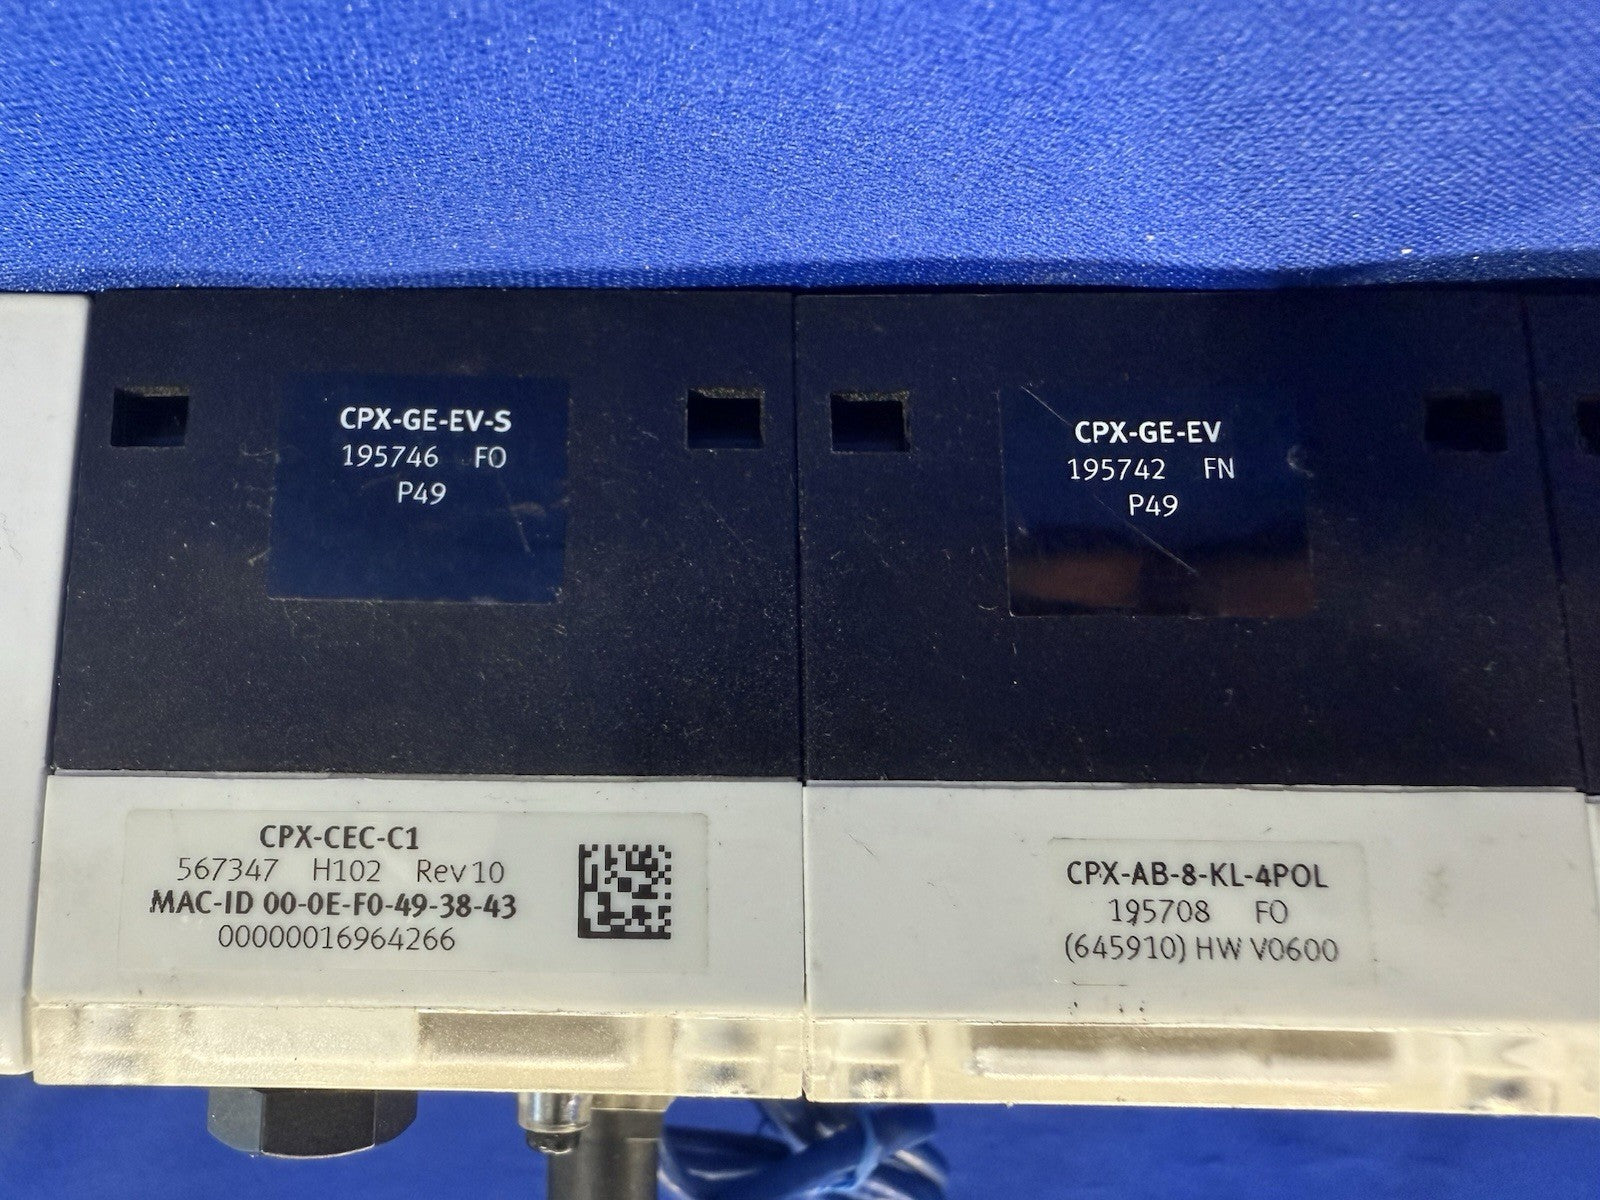 CPX-GE-EV-S
195746 FO
P49
CPX-GE-EV
195742 FN
P49
CPX-CEC-C1
567347 H102 Rev 10
MAC-ID 00-0E-F0-49-38-43
00000016964266
CPX-AB-8-KL-4POL
195708 FO
(645910) HW V0600